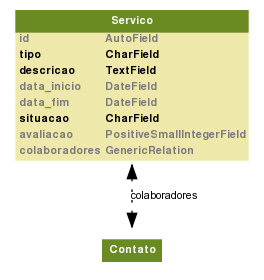 Servico
id AutoField
tipo CharField
descricao TextField
data_inicio DateField
data_fim DateField
situacao CharField
avaliacao PositiveSmallIntegerField
colaboradores GenericRelation
colaboradores
Contato